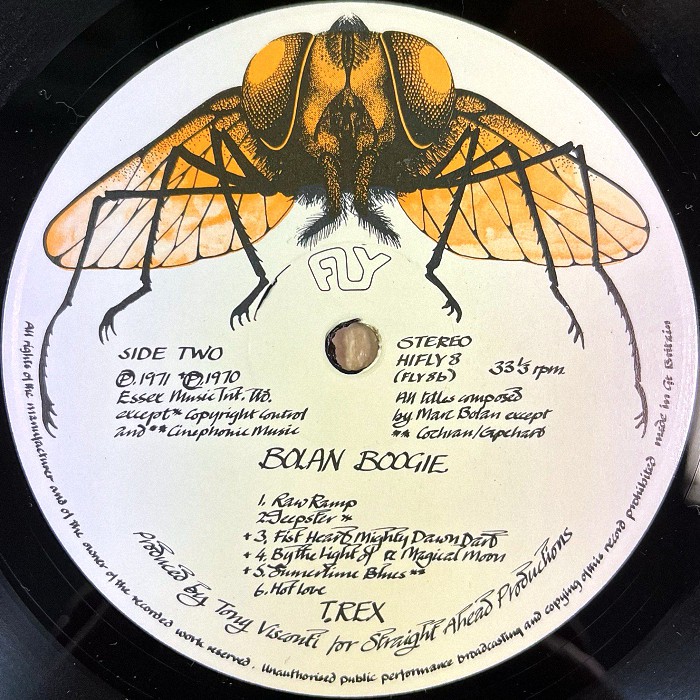 FLY
SIDE TWO
℗.1971 +℗.1970
Essex Music Int. Ltd.
except * Copyright Control
and ** Cinephonic Music
STEREO
HIFLY 8
(FLY 8b)
33⅓ rpm
All titles composed
by Marc Bolan except
** Cochran/Capehard
BOLAN BOOGIE
1. Raw Ramp
2. Jeepster *
+ 3. Fist Heart Mighty Dawn Dart
+ 4. By the Light of a Magical Moon
+ 5. Summertime Blues **
6. Hot Love
T.REX
Produced by Tony Visconti for Straight Ahead Productions
All rights of the manufacturer and of the owner of the recorded work reserved. Unauthorised public performance broadcasting and copying of this record prohibited made in Gt Britain